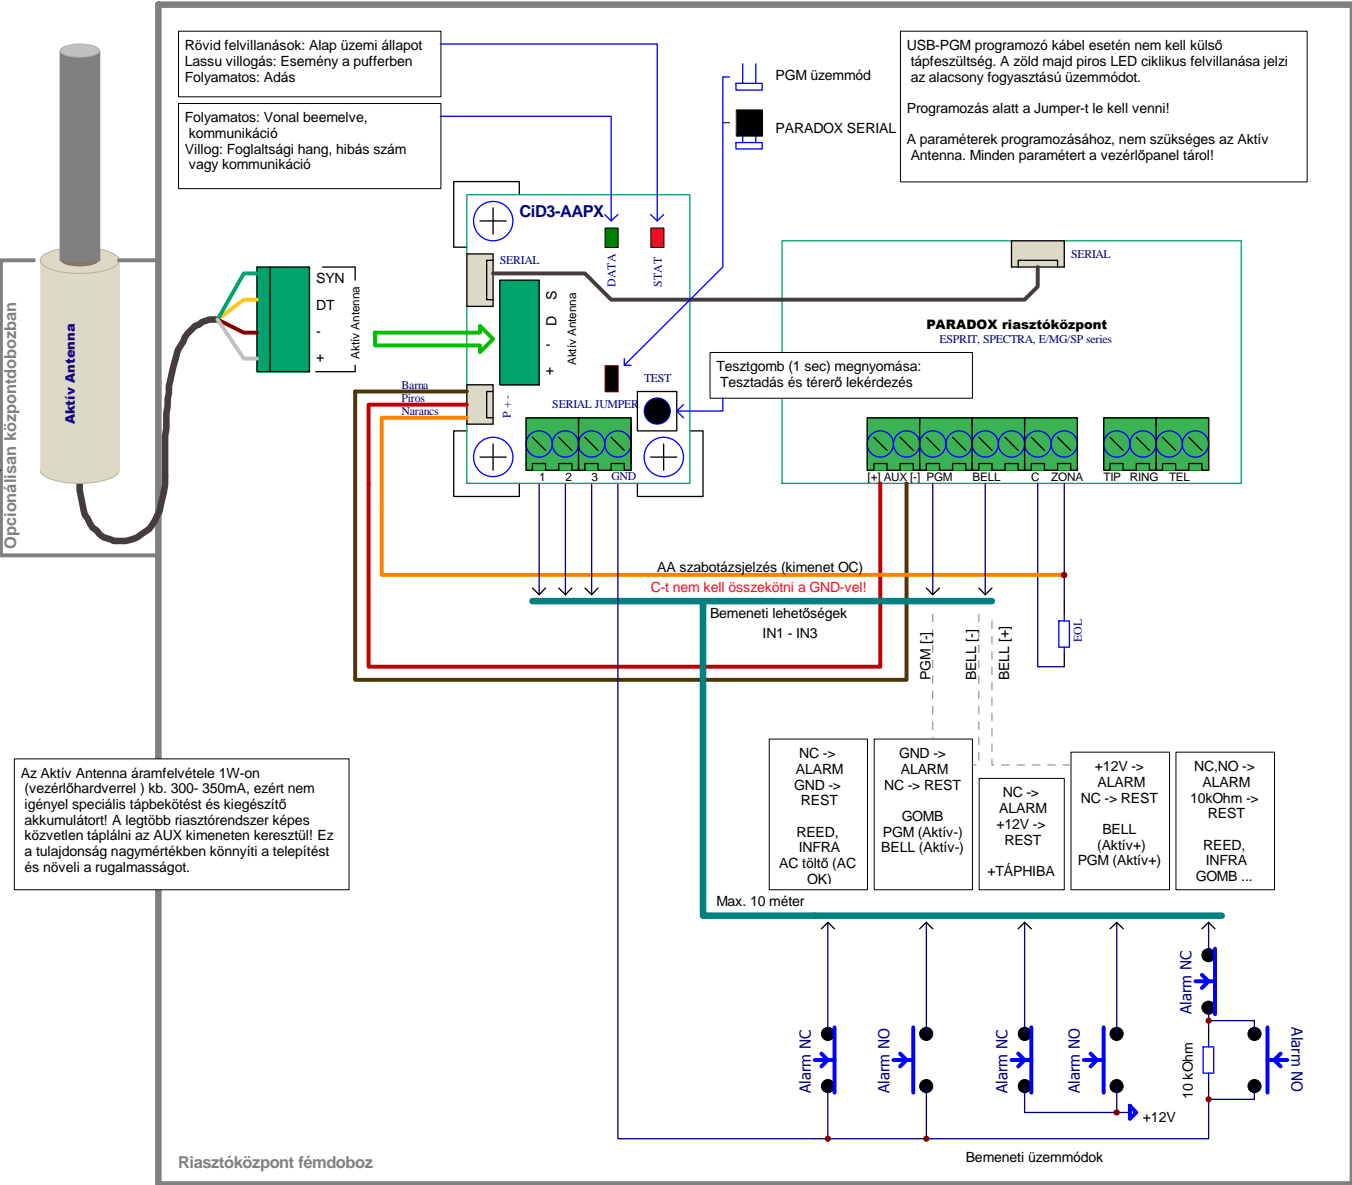 Rövid felvillanások: Alap üzemi állapot
Lassu villogás: Esemény a pufferben
Folyamatos: Adás
Folyamatos: Vonal beemelve,
kommunikáció
Villog: Foglaltsági hang, hibás szám
vagy kommunikáció
PGM üzemmód
PARADOX SERIAL
USB-PGM programozó kábel esetén nem kell külső
tápfeszültség. A zöld majd piros LED ciklikus felvillanása jelzi
az alacsony fogyasztású üzemmódot.
Programozás alatt a Jumper-t le kell venni!
A paraméterek programozásához, nem szükséges az Aktív
Antenna. Minden paramétert a vezérlőpanel tárol!
CiD3-AAPX
SERIAL
DATA
STAT
SERIAL
Opcionálisan központdobozban
Aktív Antenna
SYN
DT
-
+
Aktív Antenna
S
D
-
+
Aktív Antenna
PARADOX riasztóközpont
ESPRIT, SPECTRA, E/MG/SP series
Tesztgomb (1 sec) megnyomása:
Tesztadás és térerő lekérdezés
TEST
SERIAL JUMPER
Barna
Piros
Narancs
P + -
1
2
3
GND
[+] AUX [-]
PGM
BELL
C
ZONA
TIP
RING
TEL
AA szabotázsjelzés (kimenet OC)
C-t nem kell összekötni a GND-vel!
Bemeneti lehetőségek
IN1 - IN3
PGM [-]
BELL [-]
BELL [+]
EOL
Az Aktív Antenna áramfelvétele 1W-on
(vezérlőhardverrel ) kb. 300- 350mA, ezért nem
igényel speciális tápbekötést és kiegészítő
akkumulátort! A legtöbb riasztórendszer képes
közvetlen táplálni az AUX kimeneten keresztül! Ez
a tulajdonság nagymértékben könnyíti a telepítést
és növeli a rugalmasságot.
NC ->
ALARM
GND ->
REST
REED,
INFRA
AC töltő (AC
OK)
GND ->
ALARM
NC -> REST
GOMB
PGM (Aktív-)
BELL (Aktív-)
NC ->
ALARM
+12V ->
REST
+TÁPHIBA
+12V ->
ALARM
NC -> REST
BELL
(Aktív+)
PGM (Aktív+)
NC,NO ->
ALARM
10kOhm ->
REST
REED,
INFRA
GOMB ...
Max. 10 méter
Alarm NC
Alarm NO
Alarm NC
Alarm NO
Alarm NC
10 kOhm
Alarm NO
+12V
Bemeneti üzemmódok
Riasztóközpont fémdoboz